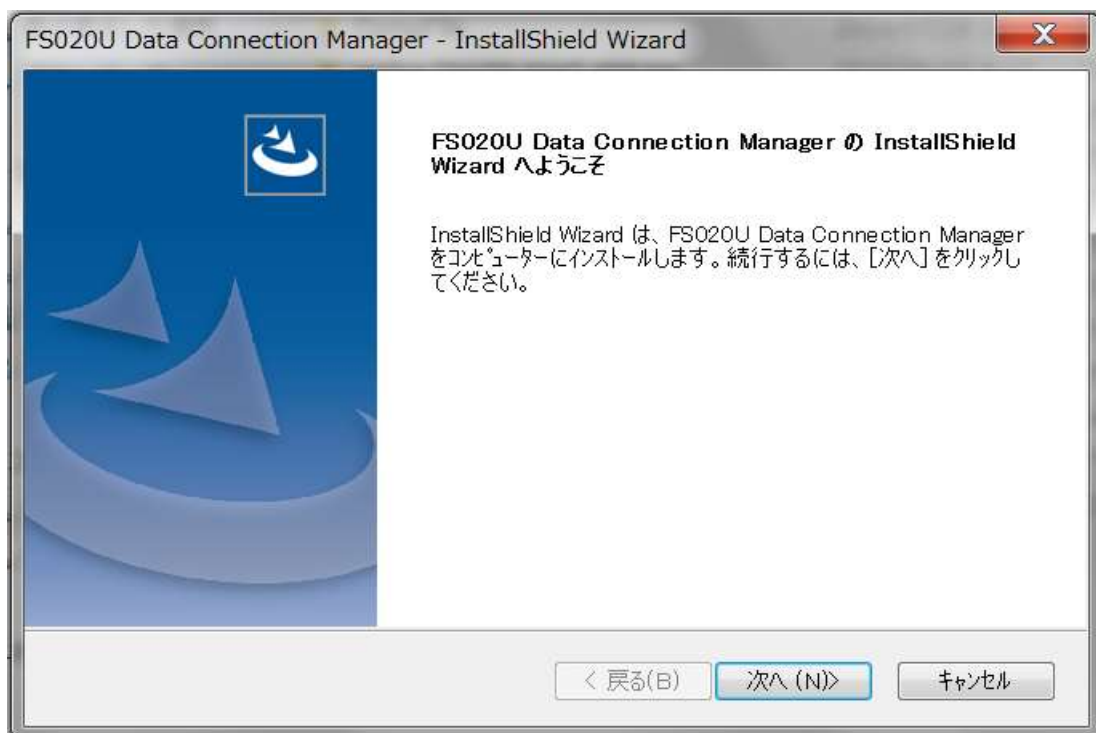 FS020U Data Connection Manager - InstallShield Wizard
FS020U Data Connection Manager の InstallShield
Wizard へようこそ
InstallShield Wizard は、FS020U Data Connection Manager
をコンピューターにインストールします。続行するには、[次へ] をクリックし
てください。
< 戻る(B)
次へ (N)>
キャンセル